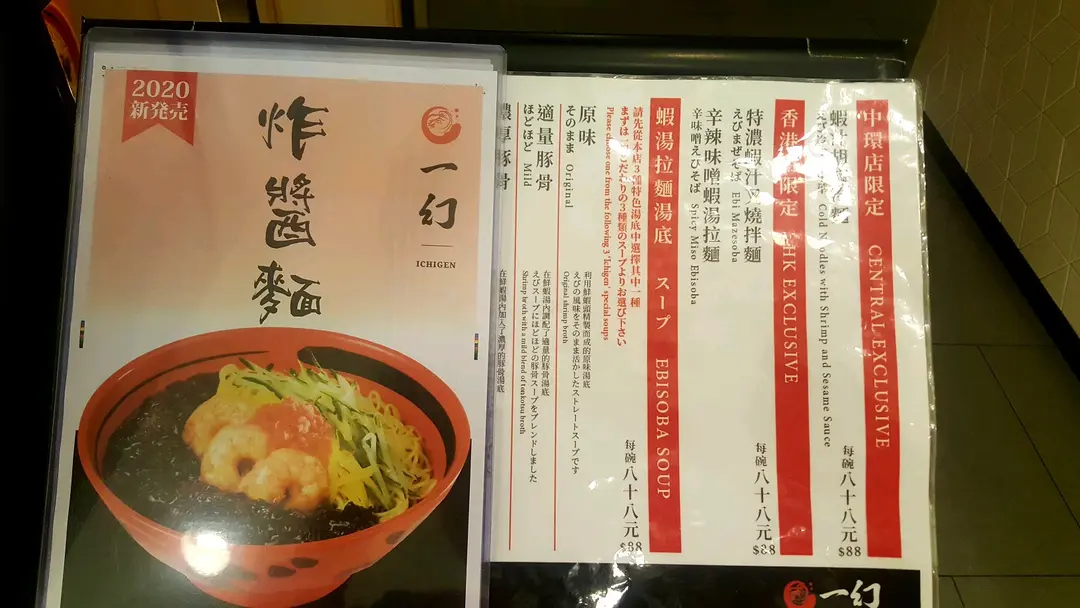 2020
新発売
炸醬麵
一幻
ICHIGEN
中環店限定 CENTRAL EXCLUSIVE
Cold Noodles with Shrimp and Sesame Sauce
每碗 八十八元
$88
HK EXCLUSIVE
特濃蝦汁叉燒拌麵
えびまぜそば Ebi Mazesoba
每碗 八十八元
$88
辛辣味噌蝦湯拉麵
辛味噌えびそば Spicy Miso Ebisoba
蝦湯拉麵湯底 スープ EBISOBA SOUP
請先從本店3種特色湯底中選擇其中一種
まずは こだわりの3種類のスープよりお選び下さい
Please choose one from the following 3 'Ichigen' special soups
每碗 八十八元
$88
原味
そのまま Original
利用鮮蝦精製而成的原味湯底
えびの風味をそのまま活かしたストレートスープです
Original shrimp broth
適量豚骨
ほどほど Mild
在鮮蝦湯內調配了適量的豚骨湯底
えびスープにほどほどの豚骨スープをブレンドしました
Shrimp broth with a mild blend of tonkotsu broth
濃厚豚骨
在鮮蝦湯內加入了濃厚的豚骨湯底
一幻